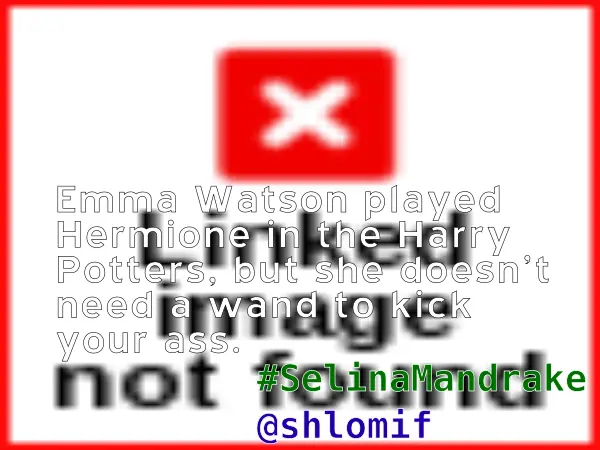 Emma Watson played
Hermione in the Harry
Potters, but she doesn't
need a wand to kick
your ass.
Linked
image
not found
#SelinaMandrake
@shlomif